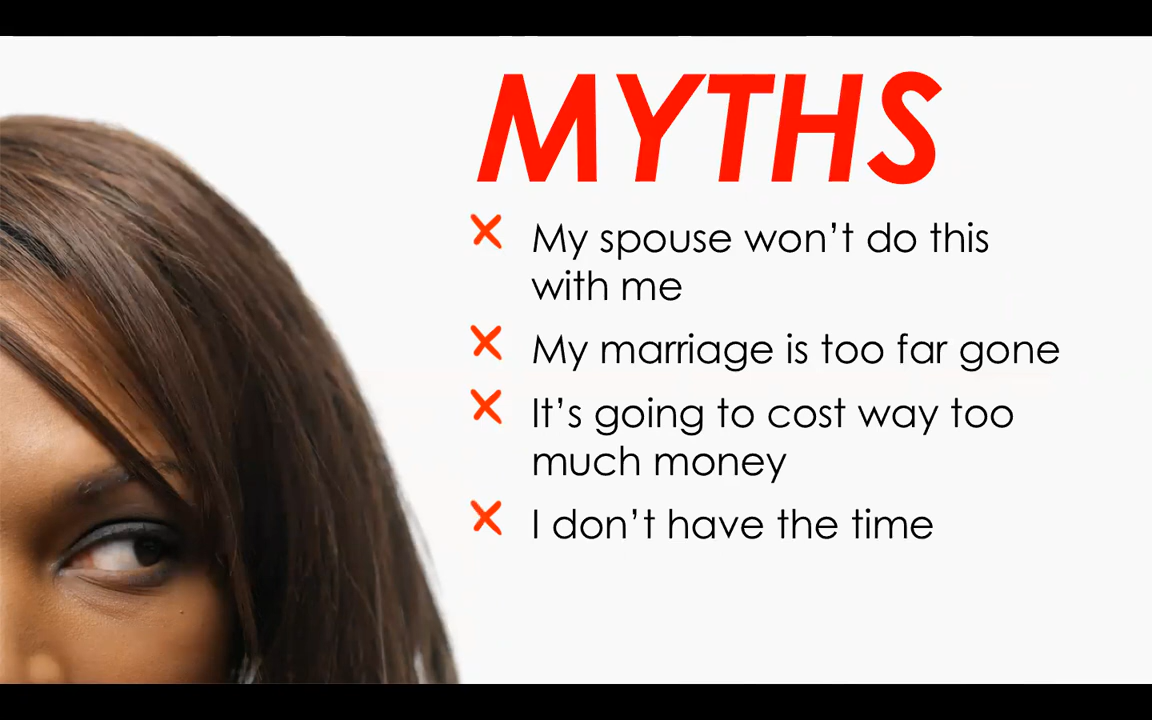 MYTHS
My spouse won’t do this
with me
My marriage is too far gone
It’s going to cost way too
much money
I don’t have the time